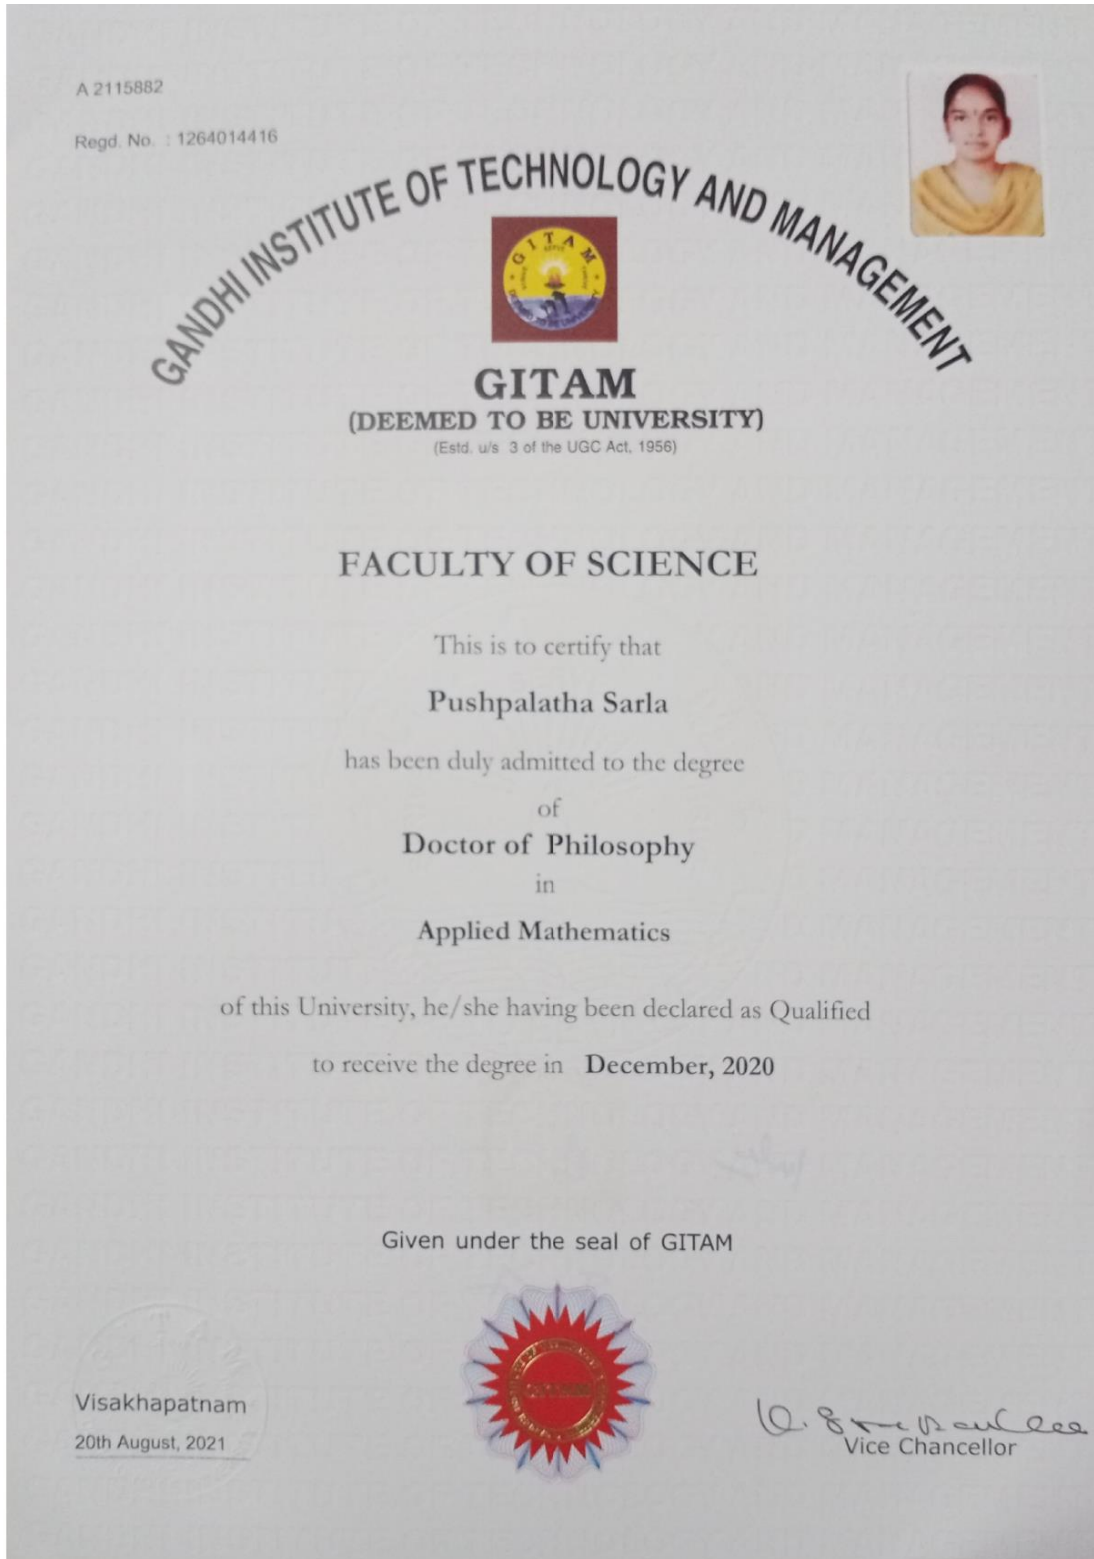 A 2115882
Regd. No. : 1264014416
GANDHI INSTITUTE OF TECHNOLOGY AND MANAGEMENT
GITAM
GITAM
(DEEMED TO BE UNIVERSITY)
(Estd. u/s 3 of the UGC Act, 1956)
FACULTY OF SCIENCE
This is to certify that
Pushpalatha Sarla
has been duly admitted to the degree
of
Doctor of Philosophy
in
Applied Mathematics
of this University, he/she having been declared as Qualified
to receive the degree in December, 2020
Given under the seal of GITAM
Visakhapatnam
20th August, 2021
Vice Chancellor